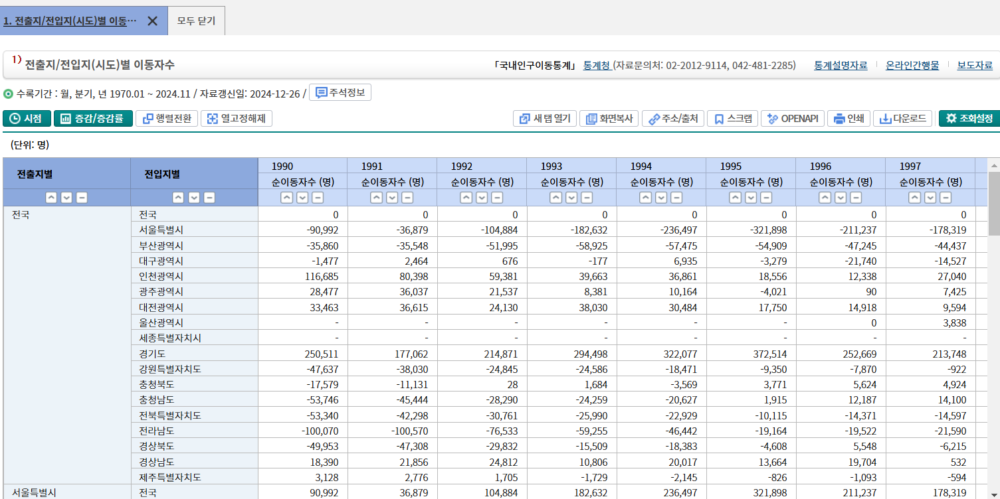 1. 전출지/전입지(시도)별 이동··· 모두 닫기
1) 전출지/전입지(시도)별 이동자수 「국내인구이동통계」 통계청 (자료문의처: 02-2012-9114, 042-481-2285) 통계설명자료 온라인간행물 보도자료
수록기간 : 월, 분기, 년 1970.01 ~ 2024.11 / 자료갱신일: 2024-12-26 / 주석정보
시점 증감/증감률 행렬전환 열고정해제 새 탭 열기 화면복사 주소/출처 스크랩 OPENAPI 인쇄 다운로드 조회설정
(단위: 명)
전출지별 전입지별 1990 1991 1992 1993 1994 1995 1996 1997
순이동자수 (명) 순이동자수 (명) 순이동자수 (명) 순이동자수 (명) 순이동자수 (명) 순이동자수 (명) 순이동자수 (명) 순이동자수 (명)
전국 전국 0 0 0 0 0 0 0 0
서울특별시 -90,992 -36,879 -104,884 -182,632 -236,497 -321,898 -211,237 -178,319
부산광역시 -35,860 -35,548 -51,995 -58,925 -57,475 -54,909 -47,245 -44,437
대구광역시 -1,477 2,464 676 -177 6,935 -3,279 -21,740 -14,527
인천광역시 116,685 80,398 59,381 39,663 36,861 18,556 12,338 27,040
광주광역시 28,477 36,037 21,537 8,381 10,164 -4,021 90 7,425
대전광역시 33,463 36,615 24,130 38,030 30,484 17,750 14,918 9,594
울산광역시 - - - - - - 0 3,838
세종특별자치시 - - - - - - - -
경기도 250,511 177,062 214,871 294,498 322,077 372,514 252,669 213,748
강원특별자치도 -47,637 -38,030 -24,845 -24,586 -18,471 -9,350 -7,870 -922
충청북도 -17,579 -11,131 28 1,684 -3,569 3,771 5,624 4,924
충청남도 -53,746 -45,444 -28,290 -24,259 -20,627 1,915 12,187 14,100
전북특별자치도 -53,340 -42,298 -30,761 -25,990 -22,929 -10,115 -14,371 -14,597
전라남도 -100,070 -100,570 -76,533 -59,255 -46,442 -19,164 -19,522 -21,590
경상북도 -49,953 -47,308 -29,832 -15,509 -18,383 -4,608 5,548 -6,215
경상남도 18,390 21,856 24,812 10,806 20,017 13,664 19,704 532
제주특별자치도 3,128 2,776 1,705 -1,729 -2,145 -826 -1,093 -594
서울특별시 전국 90,992 36,879 104,884 182,632 236,497 321,898 211,237 178,319